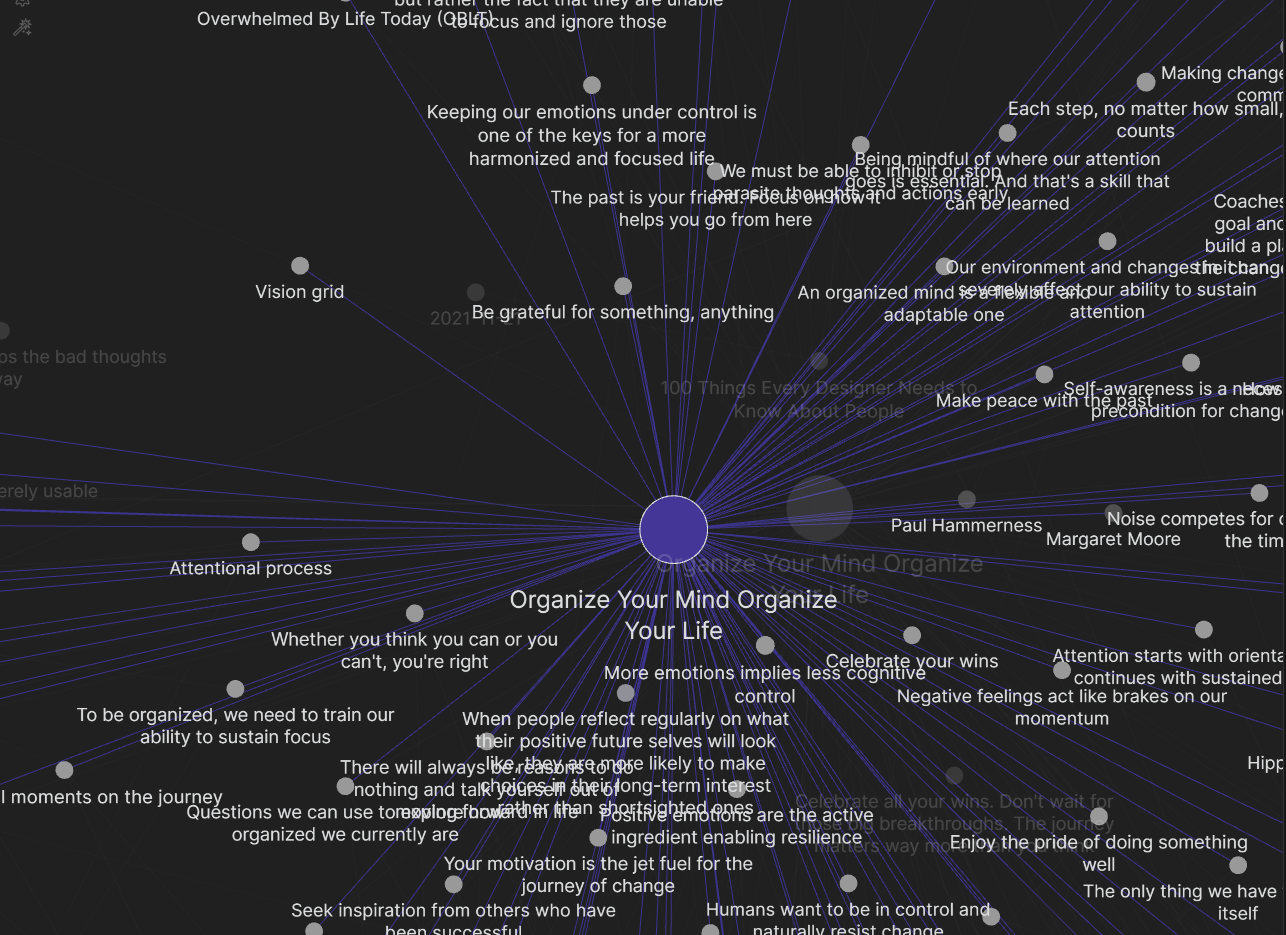 but rather the fact that they are unable
to focus and ignore those
Overwhelmed By Life Today (OBLT)
Making change
comm
Each step, no matter how small,
counts
Keeping our emotions under control is
one of the keys for a more
harmonized and focused life
We must be able to inhibit or stop
parasite thoughts and actions early
Being mindful of where our attention
goes is essential. And that's a skill that
can be learned
The past is your friend. Focus on how it
helps you go from here
Coaches
goal and
build a pl
the change
Vision grid
2021-11-21
Be grateful for something, anything
Our environment and changes in it can
severely affect our ability to sustain
attention
An organized mind is a flexible and
adaptable one
os the bad thoughts
way
100 Things Every Designer Needs to
Know About People
Make peace with the past
Self-awareness is a neces
precondition for chang
How
erely usable
Paul Hammerness
Margaret Moore
Noise competes for
the tim
Attentional process
Organize Your Mind Organize
Your Life
Organize Your Mind Organize
Your Life
Whether you think you can or you
can't, you're right
More emotions implies less cognitive
control
Celebrate your wins
Attention starts with orienta
continues with sustained
Negative feelings act like brakes on our
momentum
To be organized, we need to train our
ability to sustain focus
When people reflect regularly on what
their positive future selves will look
like, they are more likely to make
choices in their long-term interest
rather than shortsighted ones
There will always be reasons to do
nothing and talk yourself out of
moving forward in life
Hipp
l moments on the journey
Questions we can use to explore how
organized we currently are
Positive emotions are the active
ingredient enabling resilience
Celebrate all your wins. Don't wait for
those big breakthroughs. The journey
matters way more than you think
Enjoy the pride of doing something
well
Your motivation is the jet fuel for the
journey of change
The only thing we have
itself
Seek inspiration from others who have
been successful
Humans want to be in control and
naturally resist change